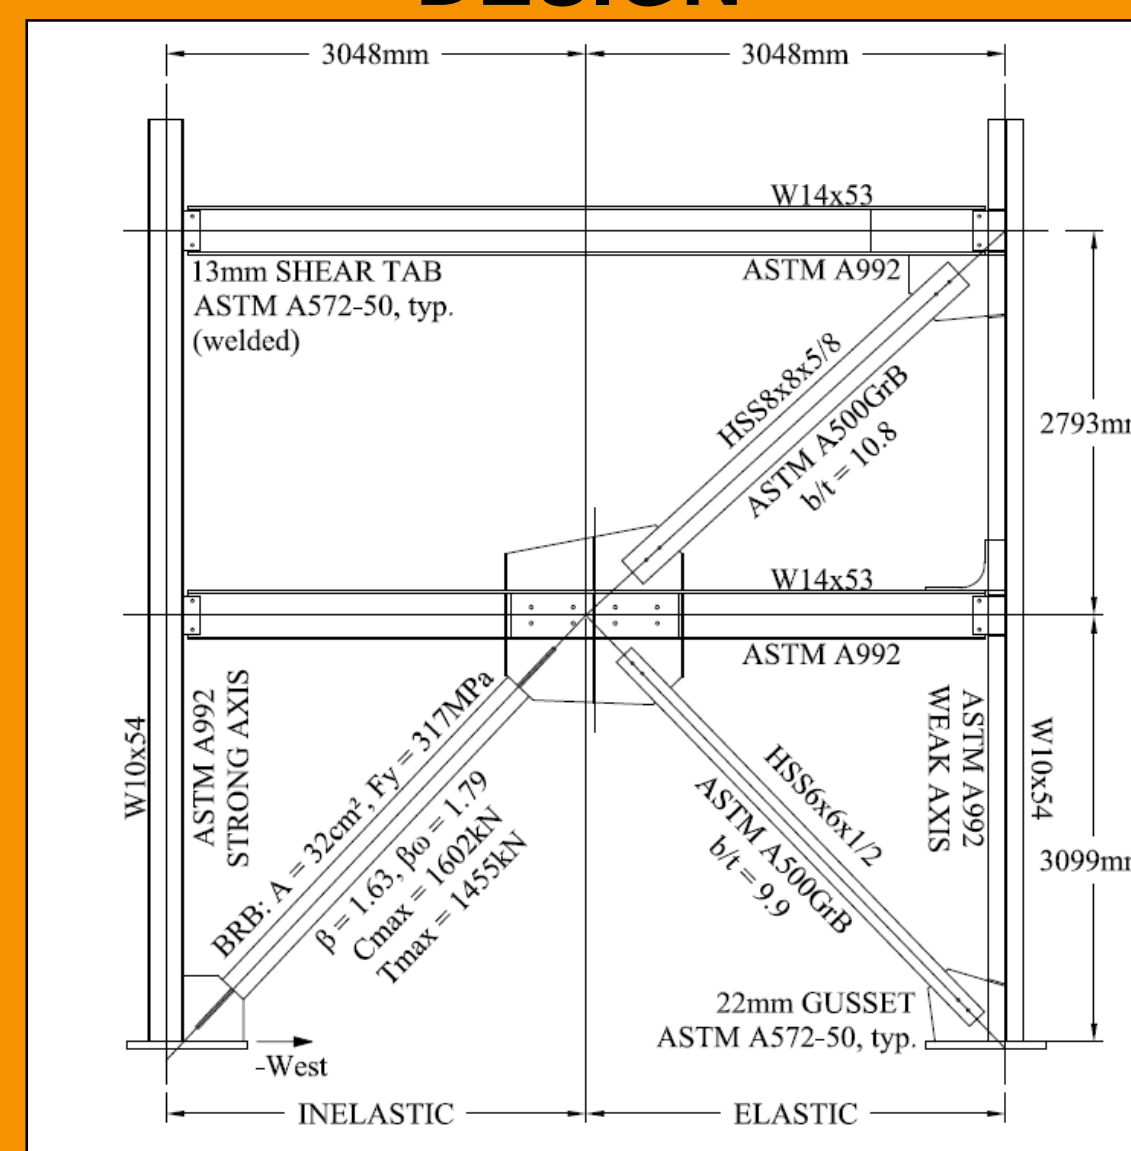 DESIGN
3048mm
3048mm
W14x53
13mm SHEAR TAB
ASTM A572-50, typ.
(welded)
ASTM A992
HSS8x8x5/8
ASTM A500GrB
b/t = 10.8
2793mm
W14x53
ASTM A992
W10x54
ASTM A992
STRONG AXIS
BRB: A = 32cm², Fy = 317MPa
β = 1.63, βω = 1.79
Cmax = 1602kN
Tmax = 1455kN
HSS6x6x1/2
ASTM A500GrB
b/t = 9.9
ASTM A992
WEAK AXIS
W10x54
3099mm
22mm GUSSET
ASTM A572-50, typ.
-West
INELASTIC
ELASTIC